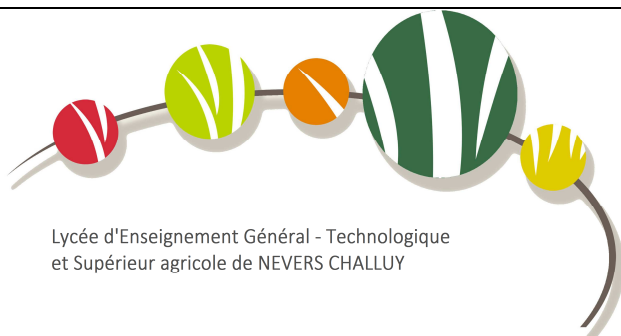 Lycée d'Enseignement Général - Technologique
et Supérieur agricole de NEVERS CHALLUY